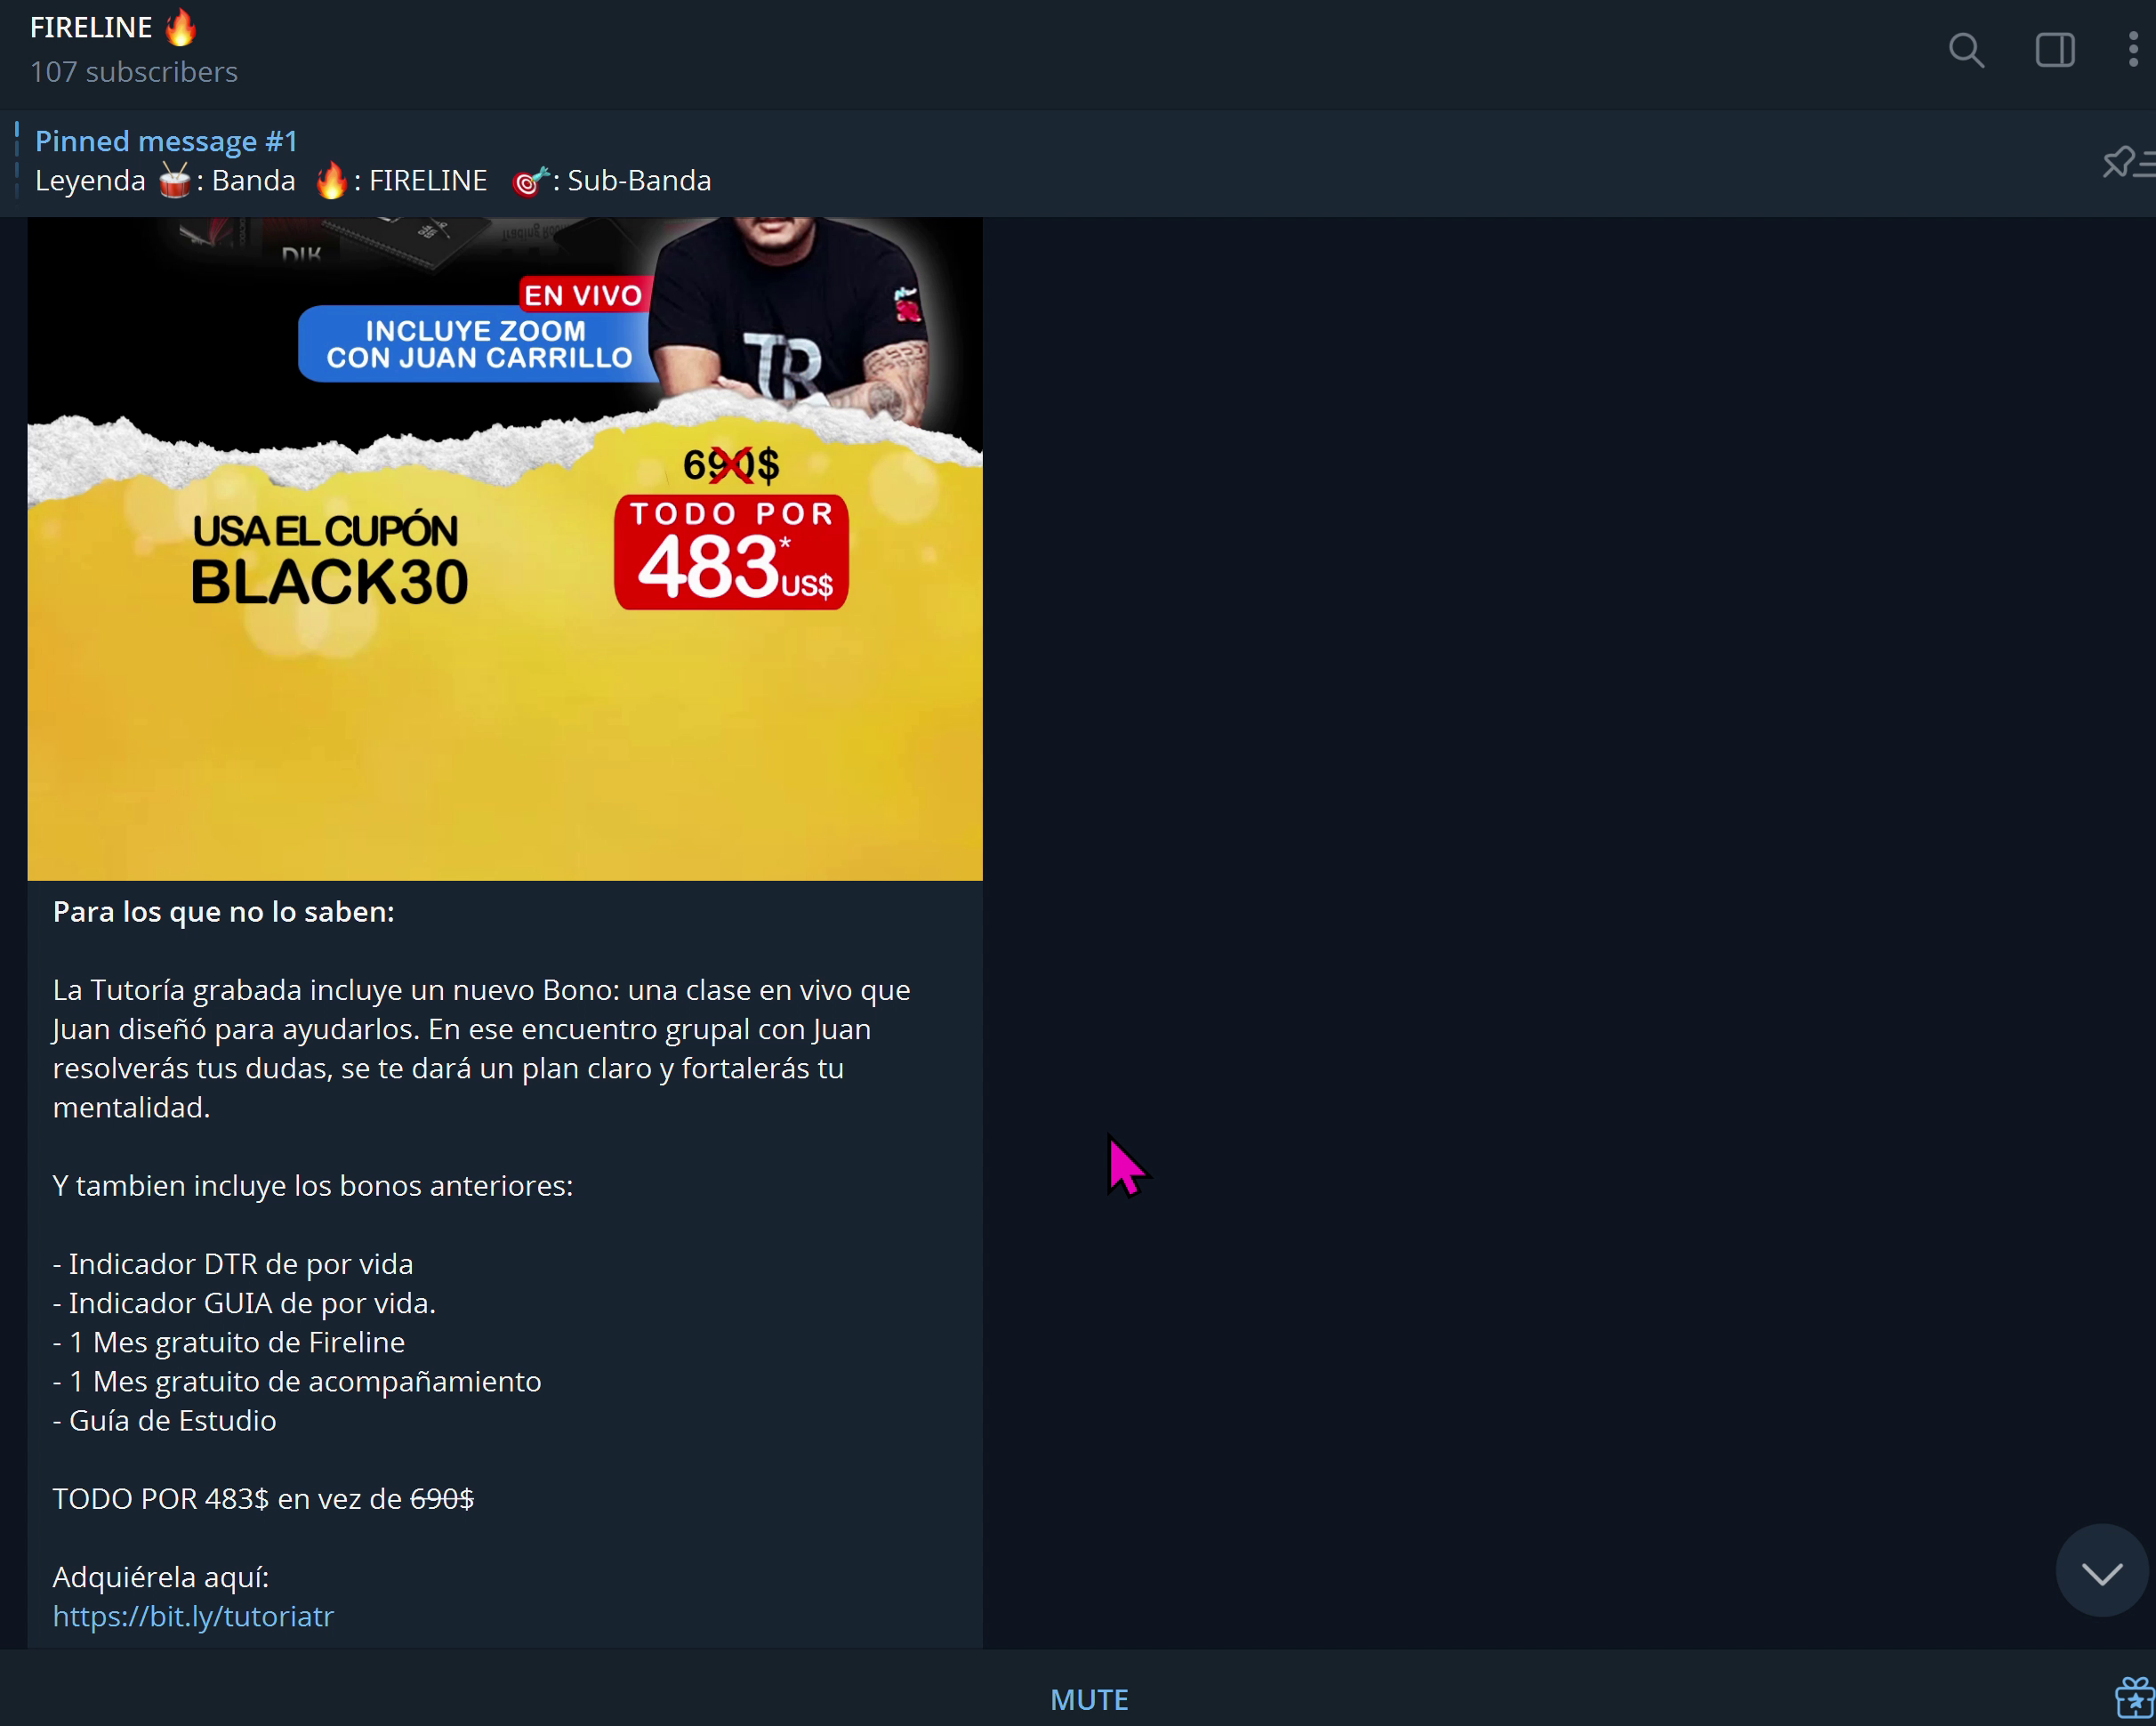 FIRELINE 🔥
107 subscribers
Pinned message #1
Leyenda 🥁: Banda 🔥: FIRELINE 🎯: Sub-Banda
EN VIVO
INCLUYE ZOOM
CON JUAN CARRILLO
TR
690$
TODO POR
483*US$
USA EL CUPÓN
BLACK30
Para los que no lo saben:
La Tutoría grabada incluye un nuevo Bono: una clase en vivo que
Juan diseñó para ayudarlos. En ese encuentro grupal con Juan
resolverás tus dudas, se te dará un plan claro y fortalerás tu
mentalidad.
Y tambien incluye los bonos anteriores:
- Indicador DTR de por vida
- Indicador GUIA de por vida.
- 1 Mes gratuito de Fireline
- 1 Mes gratuito de acompañamiento
- Guía de Estudio
TODO POR 483$ en vez de 690$
Adquiérela aquí:
https://bit.ly/tutoriatr
MUTE